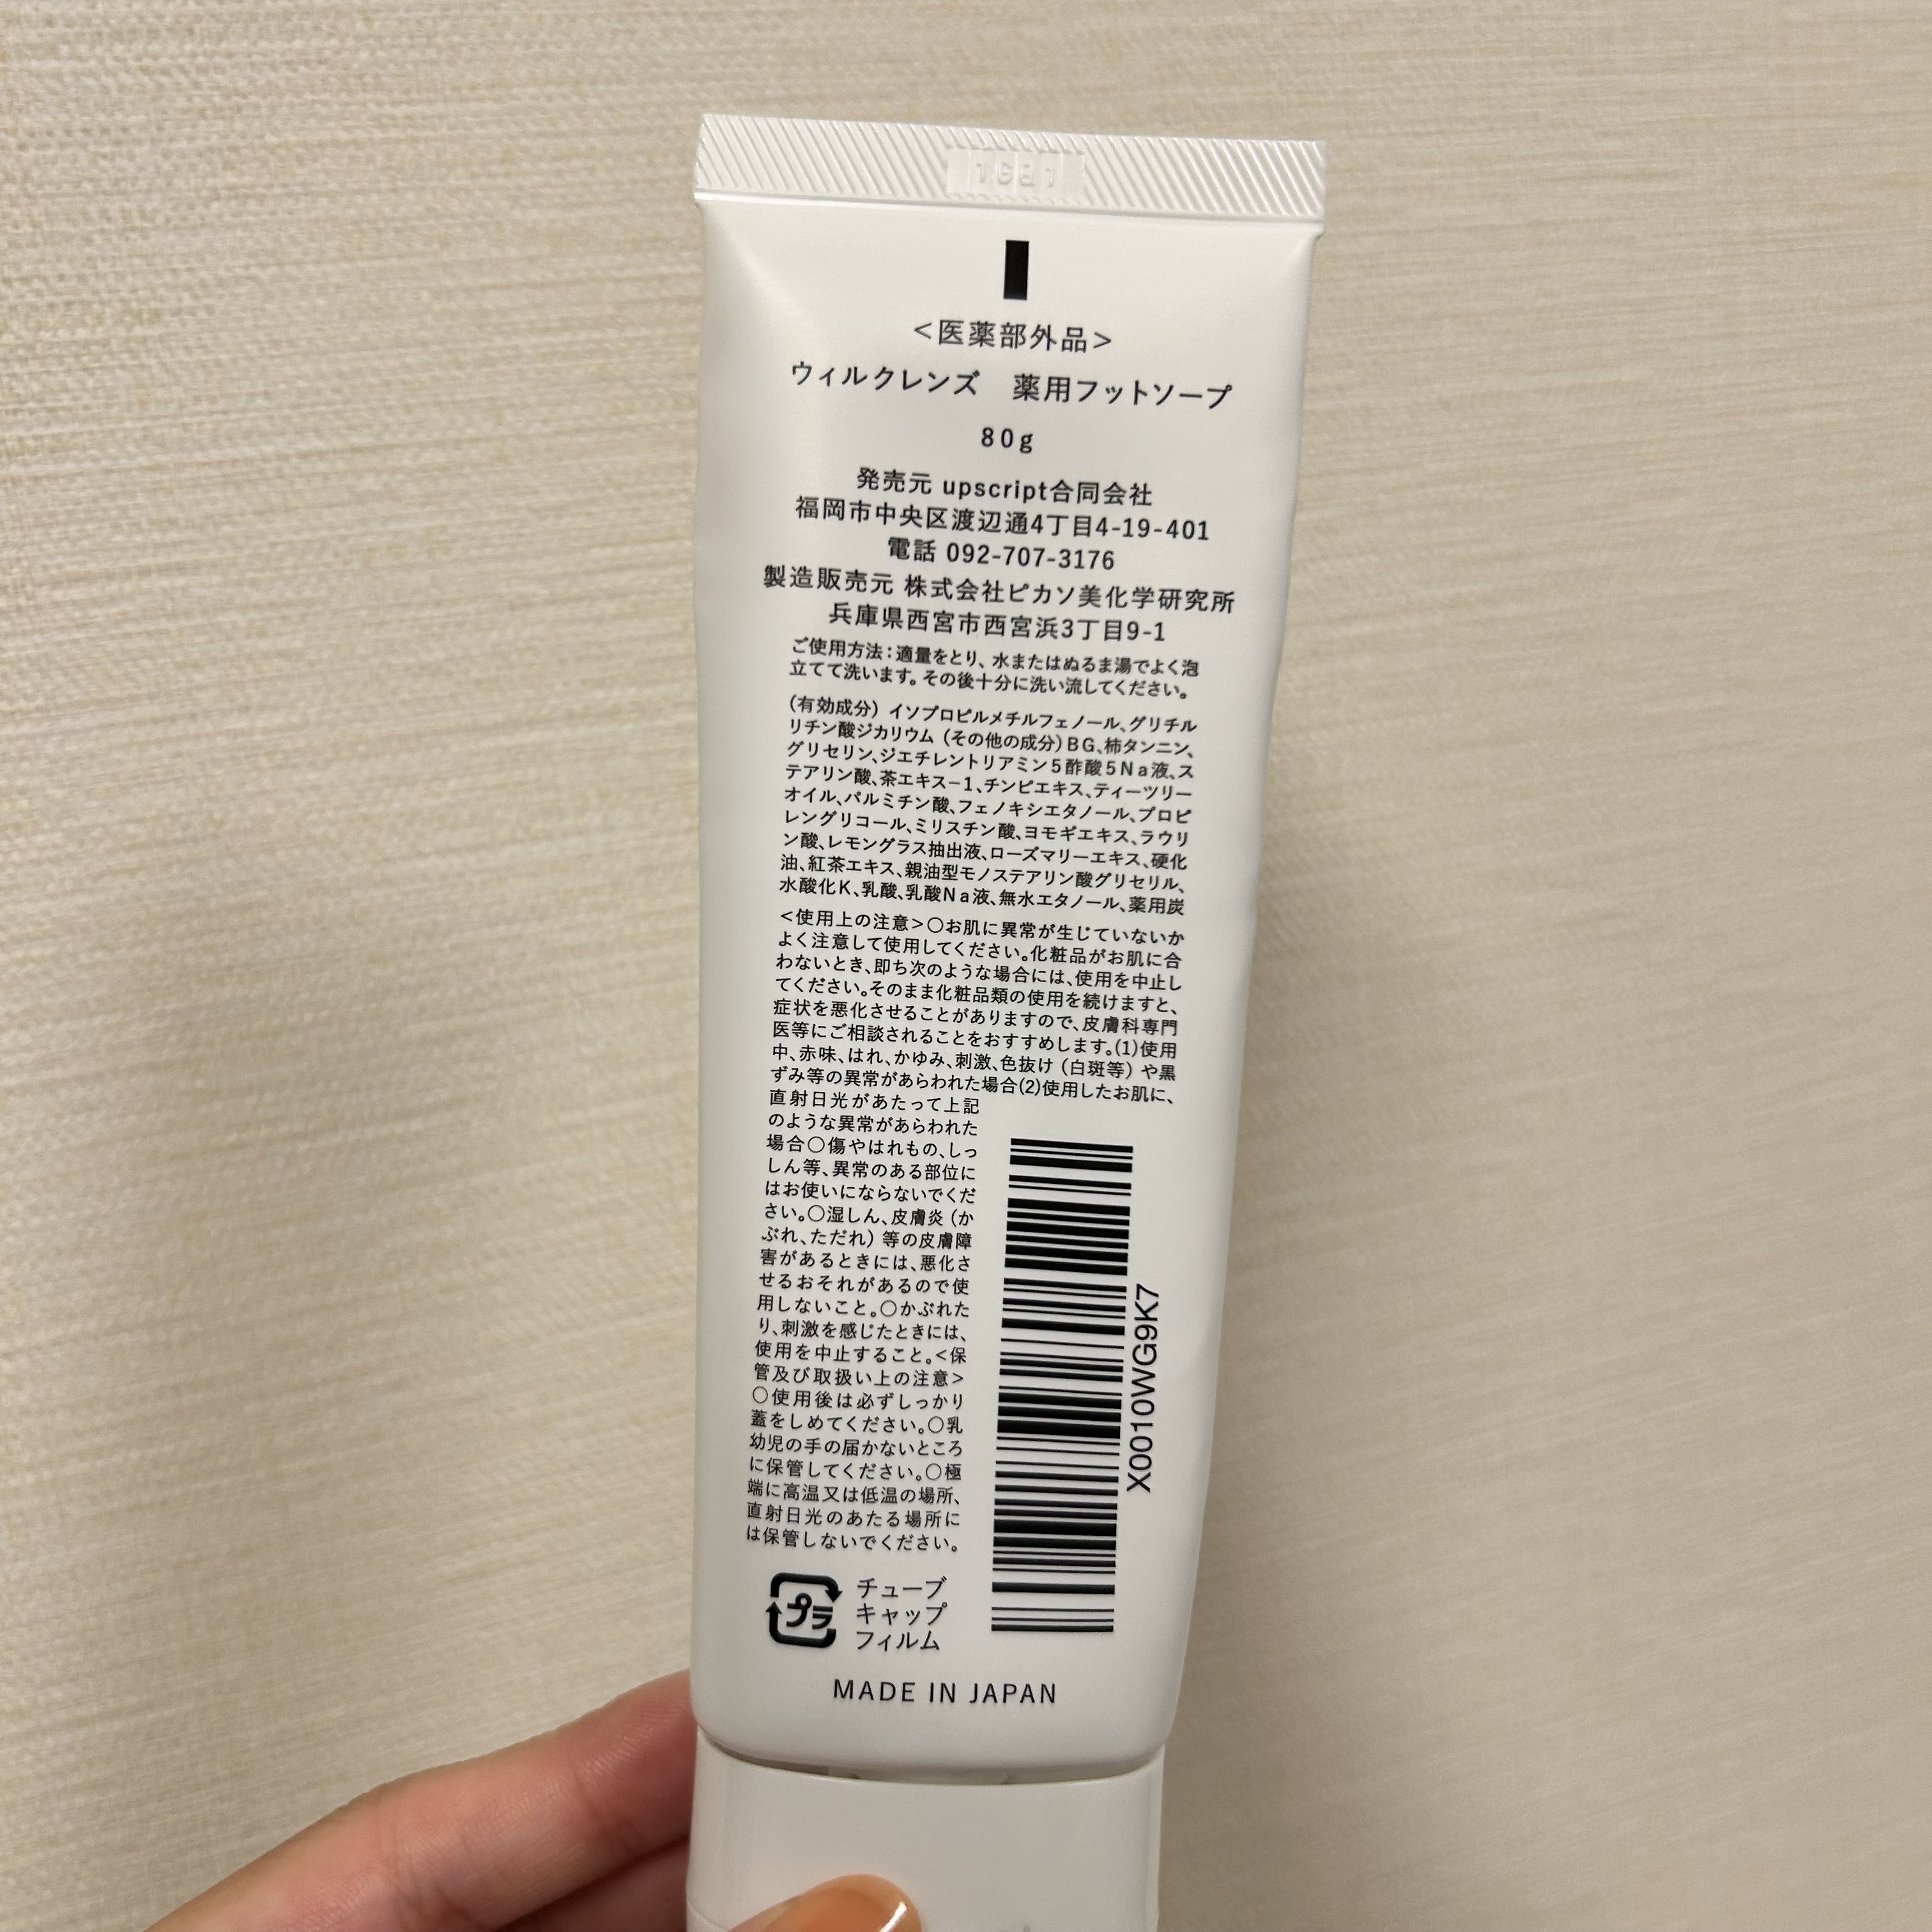 <医薬部外品>
ウィルクレンズ　薬用フットソープ
80g
発売元 upscript合同会社
福岡市中央区渡辺通4丁目4-19-401
電話 092-707-3176
製造販売元 株式会社ピカソ美化学研究所
兵庫県西宮市西宮浜3丁目9-1
ご使用方法：適量をとり、水またはぬるま湯でよく泡
立てて洗います。その後十分に洗い流してください。
（有効成分）イソプロピルメチルフェノール、グリチル
リチン酸ジカリウム（その他の成分）BG、柿タンニン、
グリセリン、ジエチレントリアミン5酢酸5Na液、ス
テアリン酸、茶エキス-1、チンピエキス、ティーツリー
オイル、パルミチン酸、フェノキシエタノール、プロピ
レングリコール、ミリスチン酸、ヨモギエキス、ラウリ
ン酸、レモングラス抽出液、ローズマリーエキス、硬化
油、紅茶エキス、親油型モノステアリン酸グリセリル、
水酸化K、乳酸、乳酸Na液、無水エタノール、薬用炭
<使用上の注意>○お肌に異常が生じていないか
よく注意して使用してください。化粧品がお肌に合
わないとき、即ち次のような場合には、使用を中止し
てください。そのまま化粧品類の使用を続けますと、
症状を悪化させることがありますので、皮膚科専門
医等にご相談されることをおすすめします。(1)使用
中、赤味、はれ、かゆみ、刺激、色抜け（白斑等）や黒
ずみ等の異常があらわれた場合(2)使用したお肌に、
直射日光があたって上記
のような異常があらわれた
場合○傷やはれもの、しっ
しん等、異常のある部位に
はお使いにならないでくだ
さい。○湿しん、皮膚炎（か
ぶれ、ただれ）等の皮膚障
害があるときには、悪化さ
せるおそれがあるので使
用しないこと。○かぶれた
り、刺激を感じたときには、
使用を中止すること。<保
管及び取扱い上の注意>
○使用後は必ずしっかり
蓋をしめてください。○乳
幼児の手の届かないところ
に保管してください。○極
端に高温又は低温の場所、
直射日光のあたる場所に
は保管しないでください。
X0010WG9K7
プラ
チューブ
キャップ
フィルム
MADE IN JAPAN